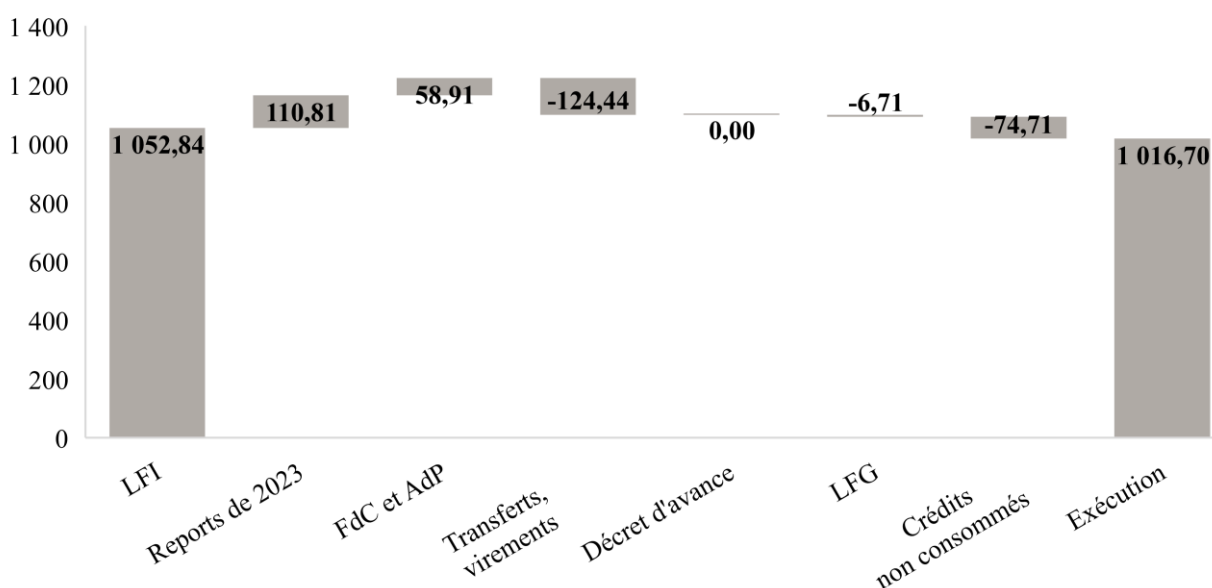 1 400
1 200
1 000
800
600
400
200
0
1 052,84
110,81
58,91
-124,44
0,00
-6,71
-74,71
1 016,70
LFI
Reports de 2023
FdC et AdP
Transferts,
virements
Décret d'avance
LFG
Crédits
non consommés
Exécution